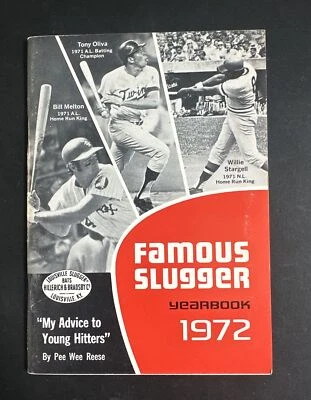 Tony Oliva
1971 A.L. Batting
Champion
Bill Melton
1971 A.L.
Home Run King
Twins
Willie
Stargell
1971 N.L.
Home Run King
FAMOUS
SLUGGER
YEARBOOK
1972
LOUISVILLE SLUGGER
BATS
HILLERICH & BRADSBY Co
LOUISVILLE, KY.
"My Advice to
Young Hitters"
By Pee Wee Reese